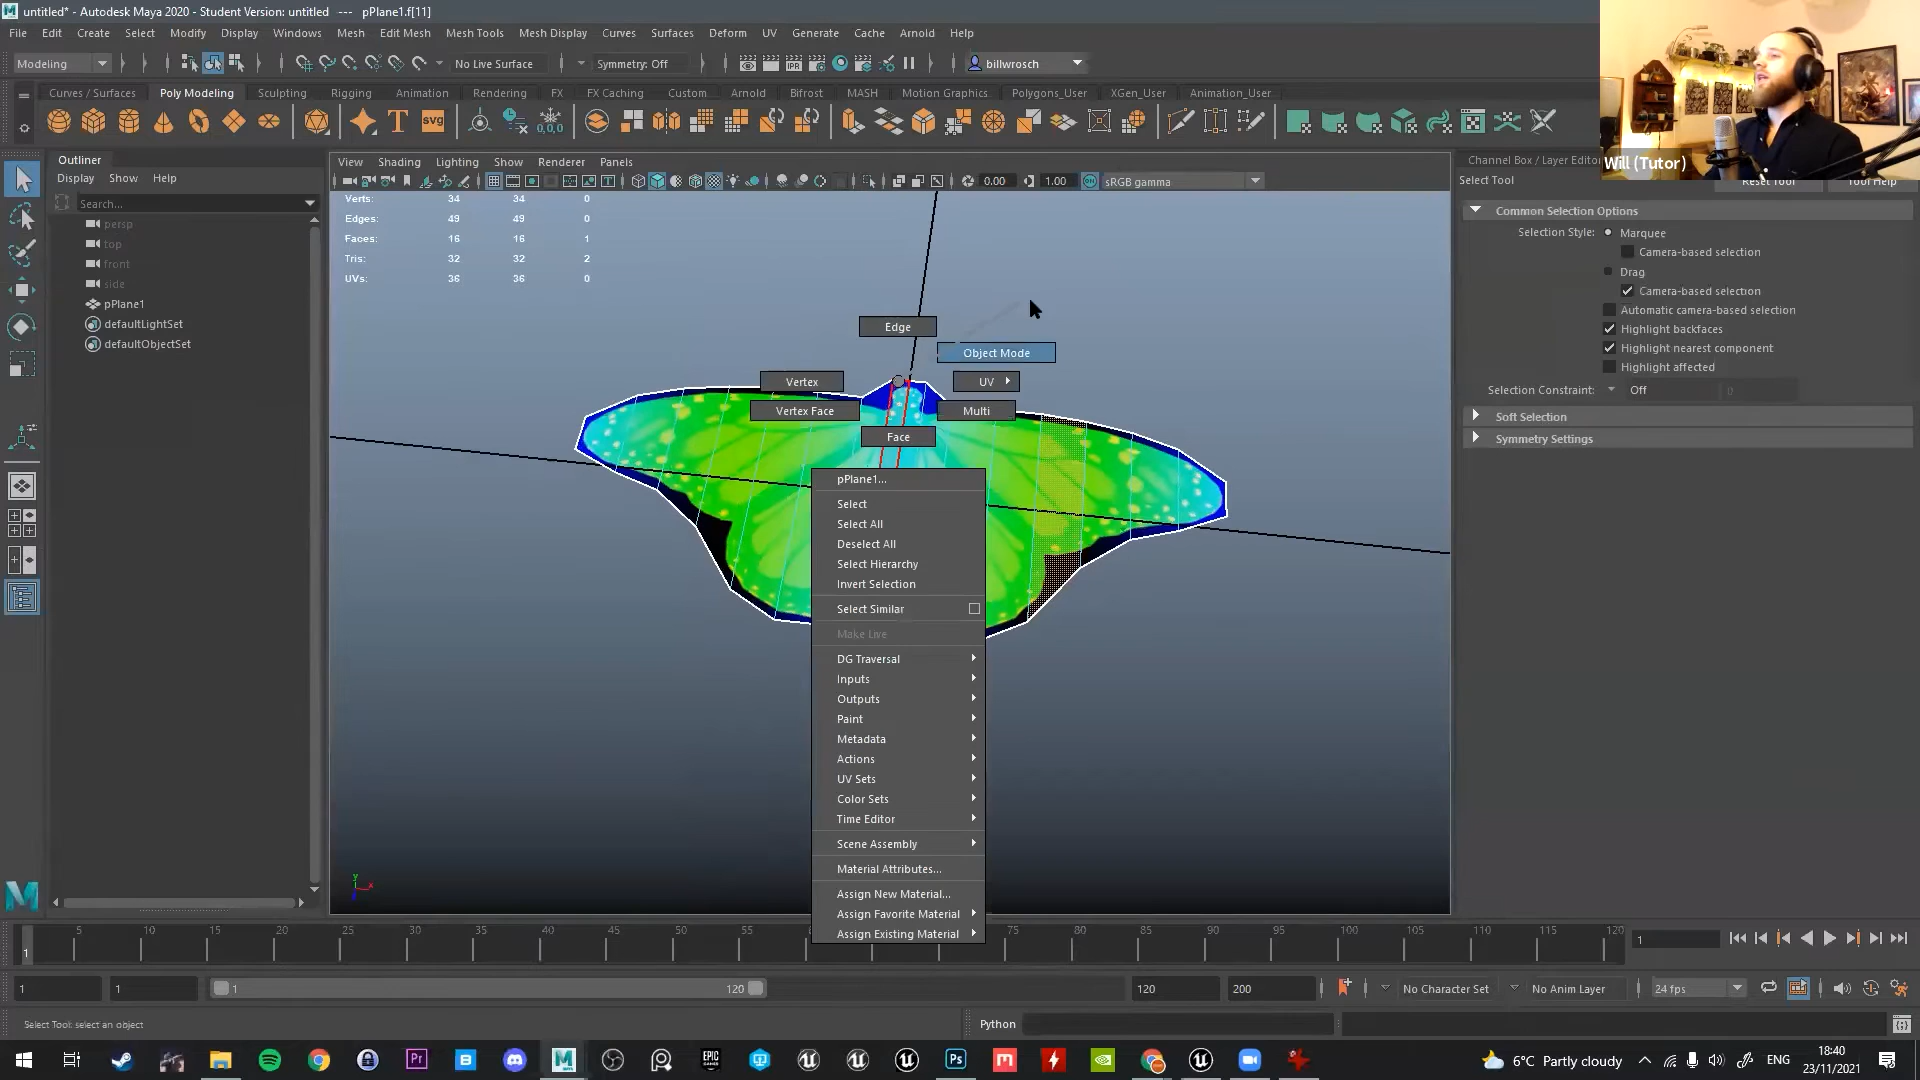 untitled* - Autodesk Maya 2020 - Student Version: untitled --- pPlane1.f[11]
File Edit Create Select Modify Display Windows Mesh Edit Mesh Mesh Tools Mesh Display Curves Surfaces Deform UV Generate Cache Arnold Help
Modeling No Live Surface Symmetry: Off billwrosch
Curves / Surfaces Poly Modeling Sculpting Rigging Animation Rendering FX FX Caching Custom Arnold Bifrost MASH Motion Graphics Polygons_User XGen_User Animation_User
Outliner
Display Show Help
Search...
persp
top
front
side
pPlane1
defaultLightSet
defaultObjectSet
View Shading Lighting Show Renderer Panels
0.00 1.00 sRGB gamma
Verts: 34 34 0
Edges: 49 49 0
Faces: 16 16 1
Tris: 32 32 2
UVs: 36 36 0
Edge
Object Mode
Vertex UV
Vertex Face Multi
Face
pPlane1...
Select
Select All
Deselect All
Select Hierarchy
Invert Selection
Select Similar
Make Live
DG Traversal
Inputs
Outputs
Paint
Metadata
Actions
UV Sets
Color Sets
Time Editor
Scene Assembly
Material Attributes...
Assign New Material...
Assign Favorite Material
Assign Existing Material
Will (Tutor)
Channel Box / Layer Editor
Select Tool Reset Tool Tool Help
Common Selection Options
Selection Style: Marquee
Camera-based selection
Drag
Camera-based selection
Automatic camera-based selection
Highlight backfaces
Highlight nearest component
Highlight affected
Selection Constraint: Off 0
Soft Selection
Symmetry Settings
5 10 15 20 25 30 35 40 45 50 55 75 80 85 90 95 100 105 110 115 120
1 1
1 1 1 120 120 200 No Character Set No Anim Layer 24 fps
Select Tool: select an object Python
6°C Partly cloudy ENG 18:40
23/11/2021